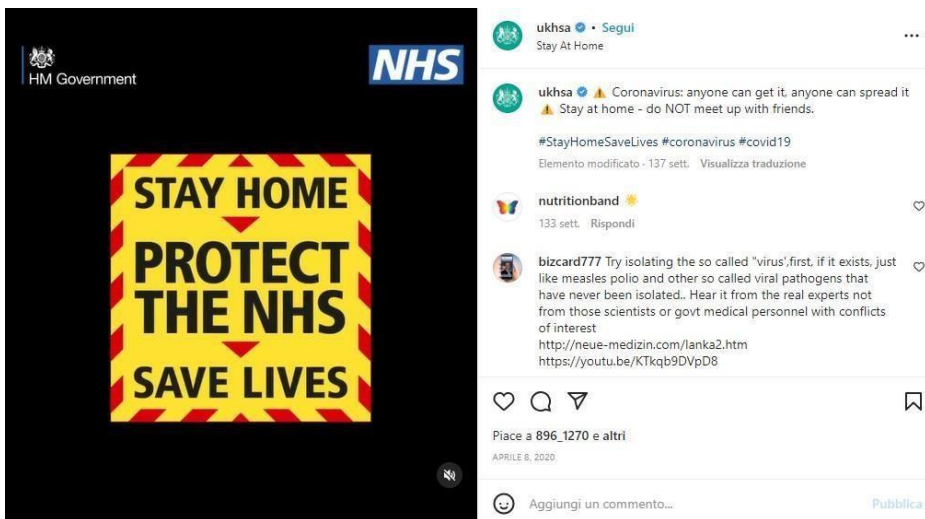 HM Government
NHS
STAY HOME
PROTECT
THE NHS
SAVE LIVES
ukhsa • Segui
Stay At Home
ukhsa ⚠️ Coronavirus: anyone can get it, anyone can spread it
⚠️ Stay at home - do NOT meet up with friends.
#StayHomeSaveLives #coronavirus #covid19
Elemento modificato · 137 sett. Visualizza traduzione
nutritionband ☀️
133 sett. Rispondi
bizcard777 Try isolating the so called "virus',first, if it exists, just
like measles polio and other so called viral pathogens that
have never been isolated.. Hear it from the real experts not
from those scientists or govt medical personnel with conflicts
of interest
http://neue-medizin.com/lanka2.htm
https://youtu.be/KTkqb9DVpD8
Piace a 896_1270 e altri
APRILE 8, 2020
Aggiungi un commento... Pubblica